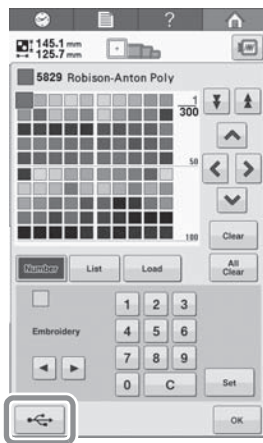 ?
145.1 mm
125.7 mm
5829 Robison-Anton Poly
1
300
50
100
Clear
Number
List
Load
All
Clear
1
2
3
Embroidery
4
5
6
7
8
9
0
C
Set
OK